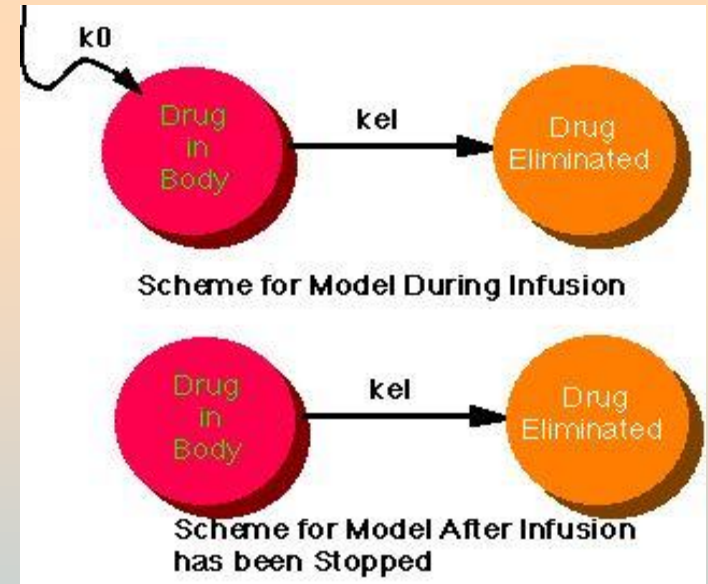 k0
Drug
in
Body
kel
Drug
Eliminated
Scheme for Model During Infusion
Drug
in
Body
kel
Drug
Eliminated
Scheme for Model After Infusion
has been Stopped